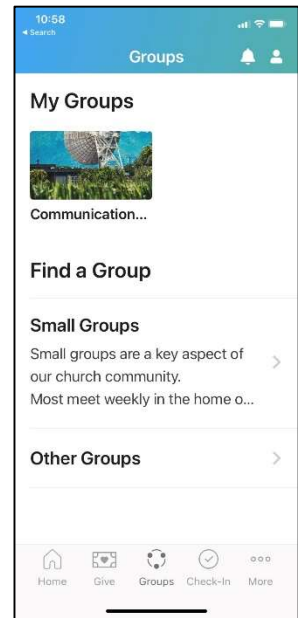 10:58
Search
Groups
My Groups
Communication...
Find a Group
Small Groups
Small groups are a key aspect of
our church community.
Most meet weekly in the home o...
Other Groups
Home Give Groups Check-In More